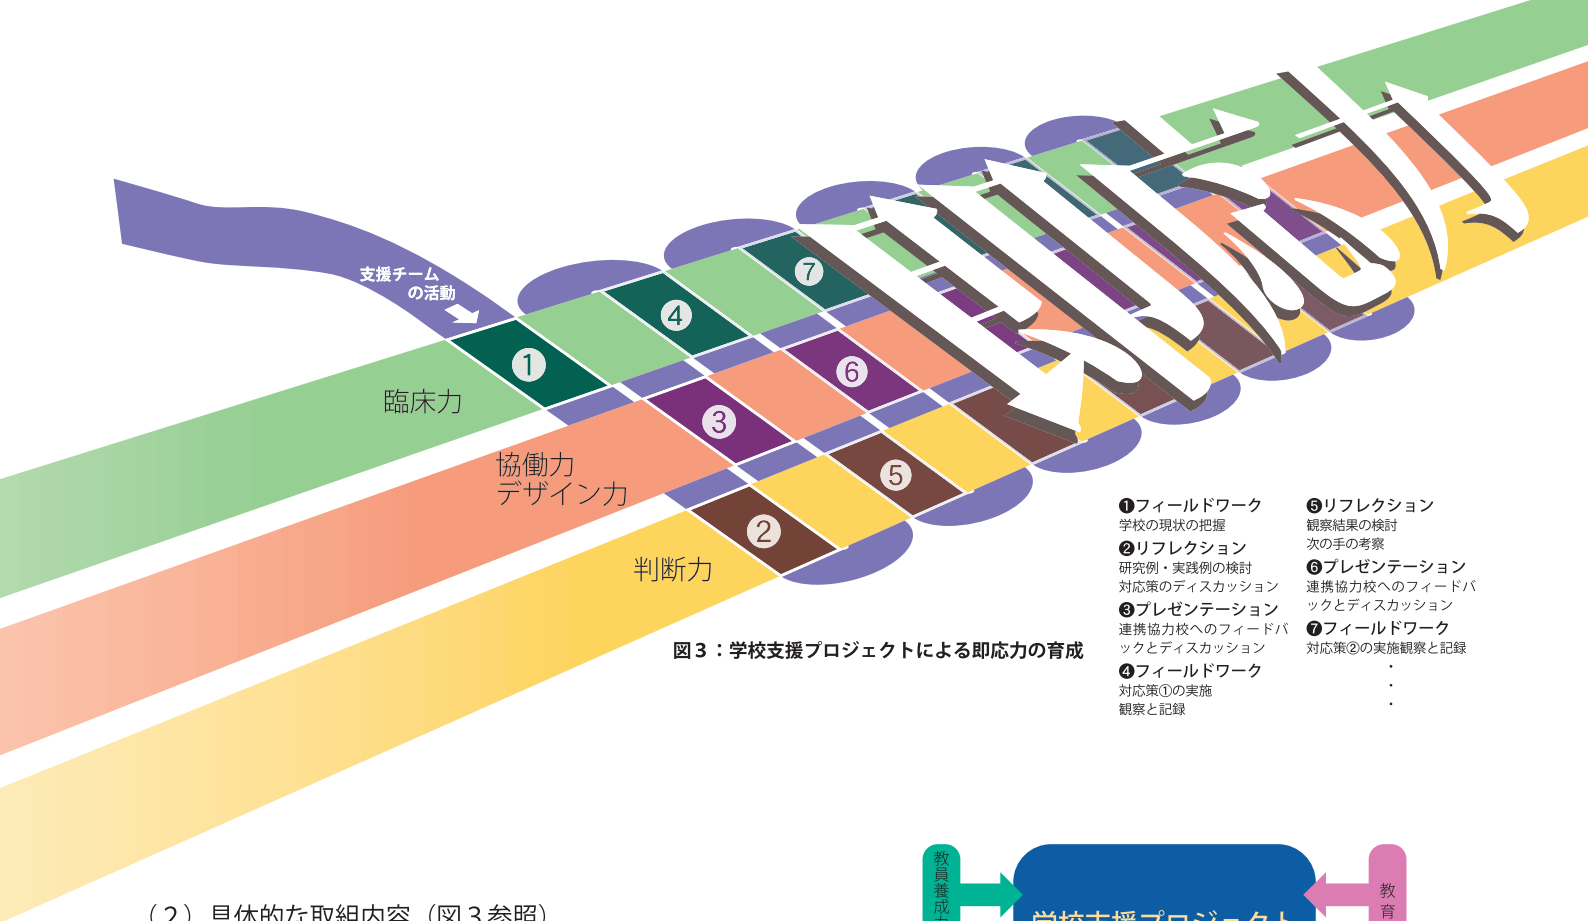 支援チーム
の活動
即応力
臨床力
協働力
デザイン力
判断力
1
2
3
4
5
6
7
❶フィールドワーク
学校の現状の把握
❷リフレクション
研究例・実践例の検討
対応策のディスカッション
❸プレゼンテーション
連携協力校へのフィードバ
ックとディスカッション
❹フィールドワーク
対応策①の実施
観察と記録
❺リフレクション
観察結果の検討
次の手の考察
❻プレゼンテーション
連携協力校へのフィードバ
ックとディスカッション
❼フィールドワーク
対応策②の実施観察と記録
・
・
・
図3：学校支援プロジェクトによる即応力の育成
教員養成
学校支援プロジェクト
教育
（2）具体的な取組内容（図3参照）